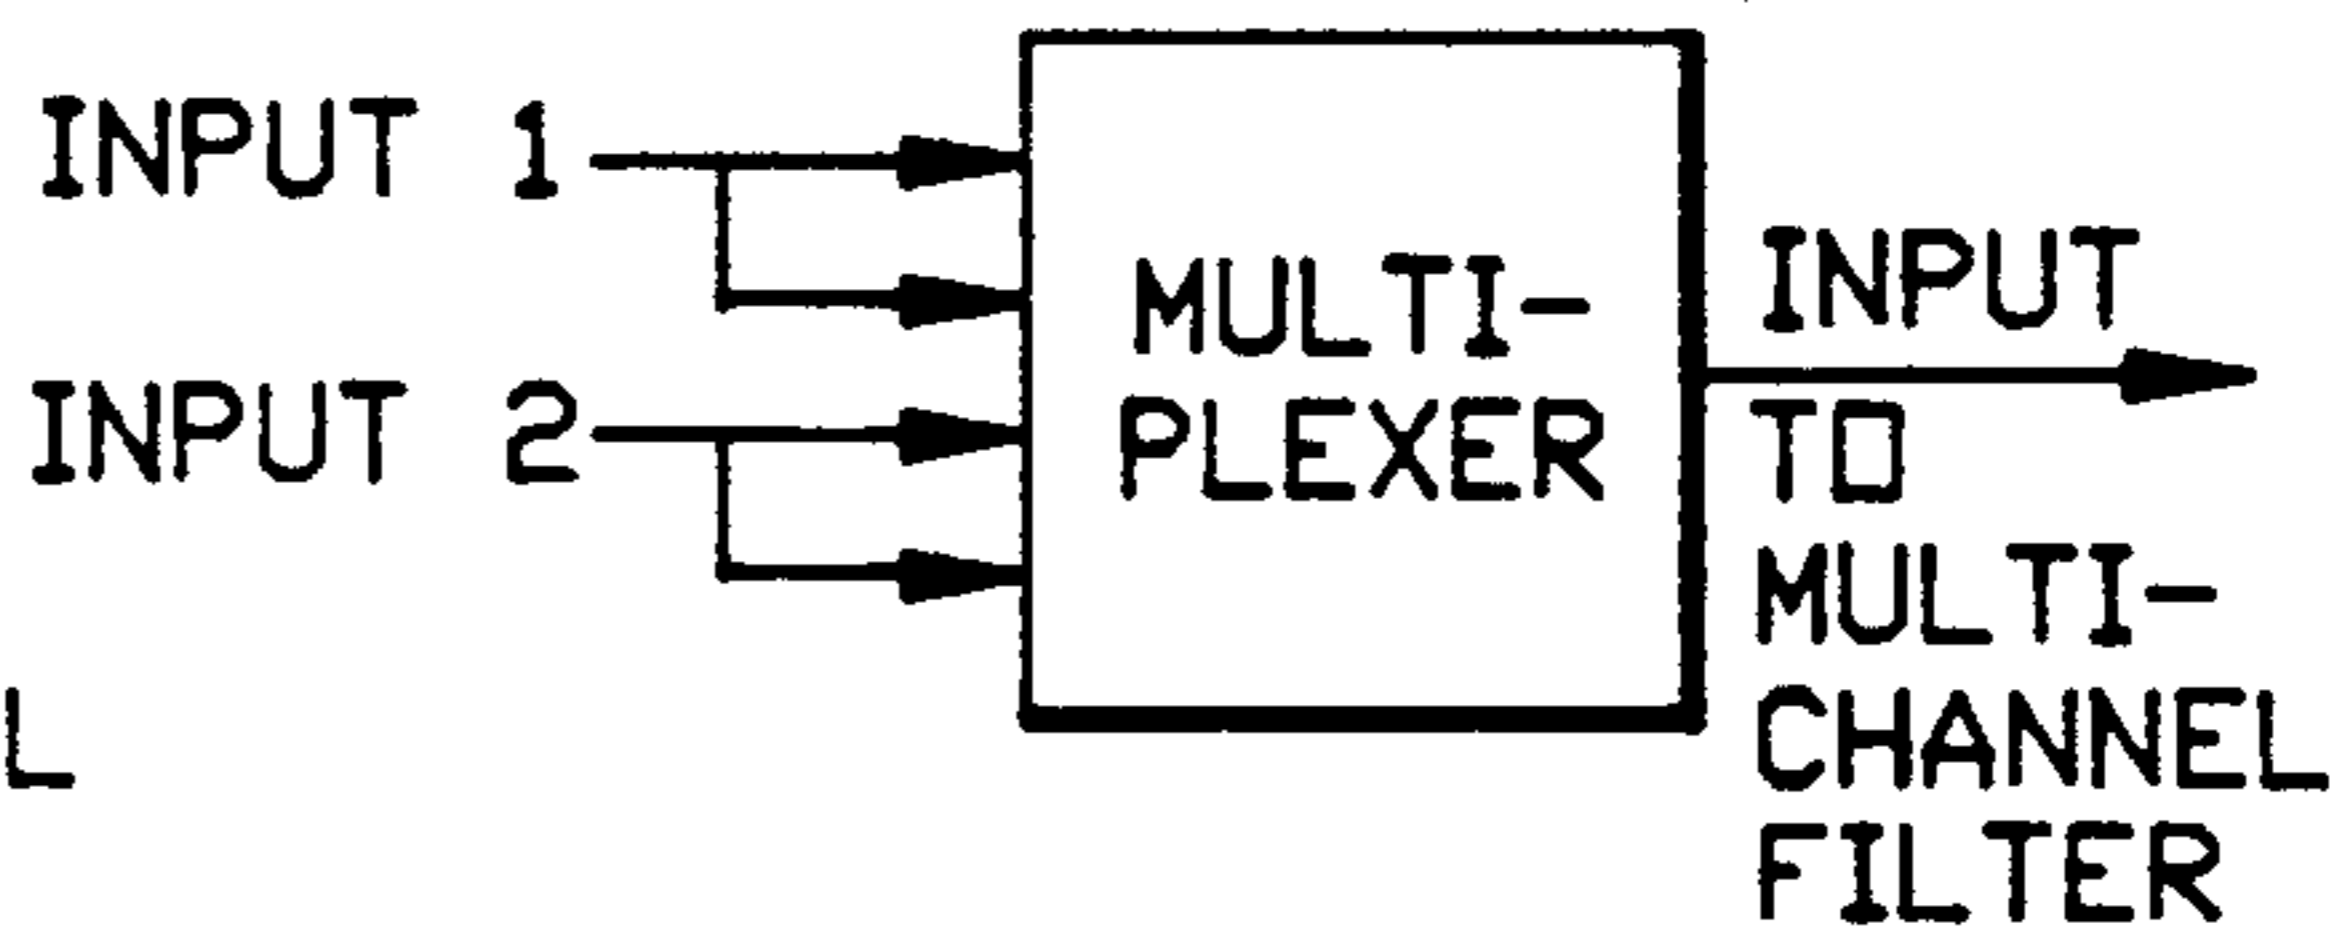 INPUT 1
INPUT 2
L
MULTI-
PLEXER
INPUT
TO
MULTI-
CHANNEL
FILTER